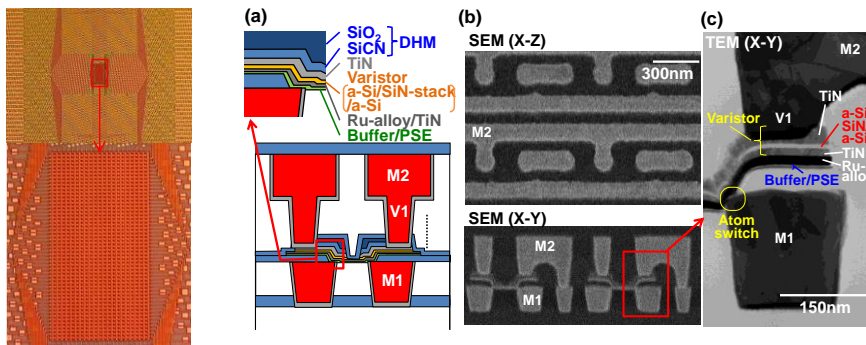 (a)
SiO2
SiCN
DHM
TiN
Varistor
a-Si/SiN-stack
/a-Si
Ru-alloy/TiN
Buffer/PSE
M2
V1
M1
(b)
SEM (X-Z)
300nm
M2
SEM (X-Y)
M2
M1
(c)
TEM (X-Y)
M2
TiN
V1
Varistor
a-Si
SiN
a-Si
TiN
Ru-
allo
Buffer/PSE
Atom
switch
M1
150nm